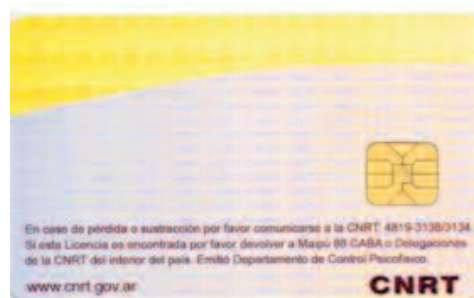 En caso de pérdida o sustracción por favor comunicarse a la CNRT: 4819-3138/3134
Si esta Licencia es encontrada por favor devolver a Maipú 88 CABA o Delegaciones
de la CNRT del interior del país. Emitió Departamento de Control Psicofísico.
www.cnrt.gov.ar
CNRT